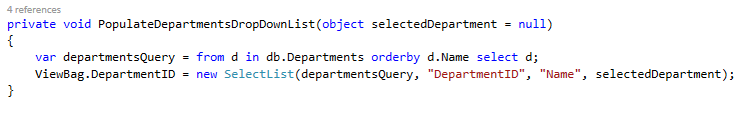 4 references
private void PopulateDepartmentsDropDownList(object selectedDepartment = null)
{
var departmentsQuery = from d in db.Departments orderby d.Name select d;
ViewBag.DepartmentID = new SelectList(departmentsQuery, "DepartmentID", "Name", selectedDepartment);
}